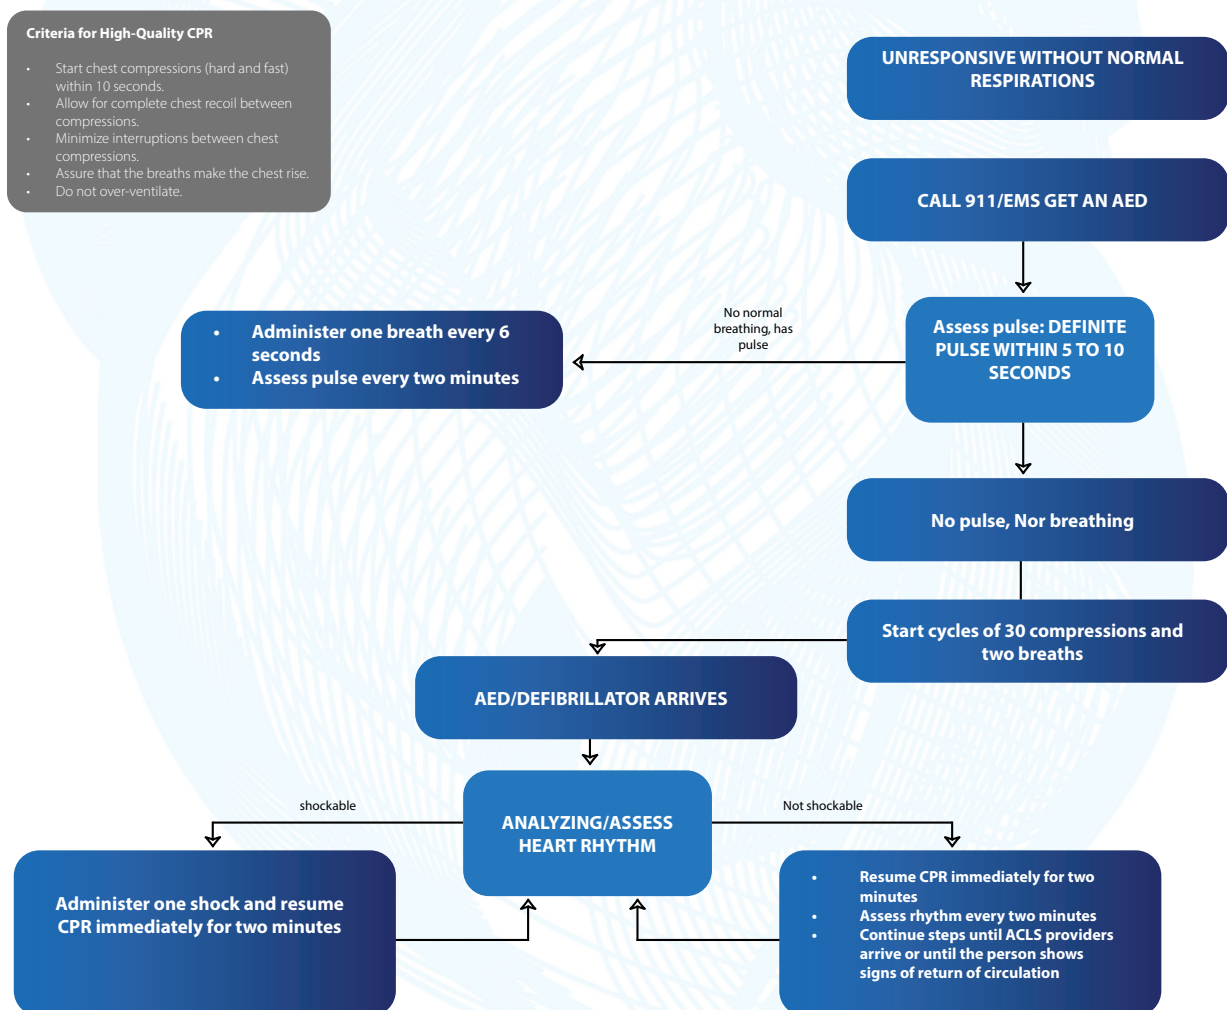 Criteria for High-Quality CPR
• Start chest compressions (hard and fast)
within 10 seconds.
• Allow for complete chest recoil between
compressions.
• Minimize interruptions between chest
compressions.
• Assure that the breaths make the chest rise.
• Do not over-ventilate.
UNRESPONSIVE WITHOUT NORMAL
RESPIRATIONS
CALL 911/EMS GET AN AED
Assess pulse: DEFINITE
PULSE WITHIN 5 TO 10
SECONDS
No normal
breathing, has
pulse
• Administer one breath every 6
seconds
• Assess pulse every two minutes
No pulse, Nor breathing
Start cycles of 30 compressions and
two breaths
AED/DEFIBRILLATOR ARRIVES
ANALYZING/ASSESS
HEART RHYTHM
shockable
Not shockable
Administer one shock and resume
CPR immediately for two minutes
• Resume CPR immediately for two
minutes
• Assess rhythm every two minutes
• Continue steps until ACLS providers
arrive or until the person shows
signs of return of circulation